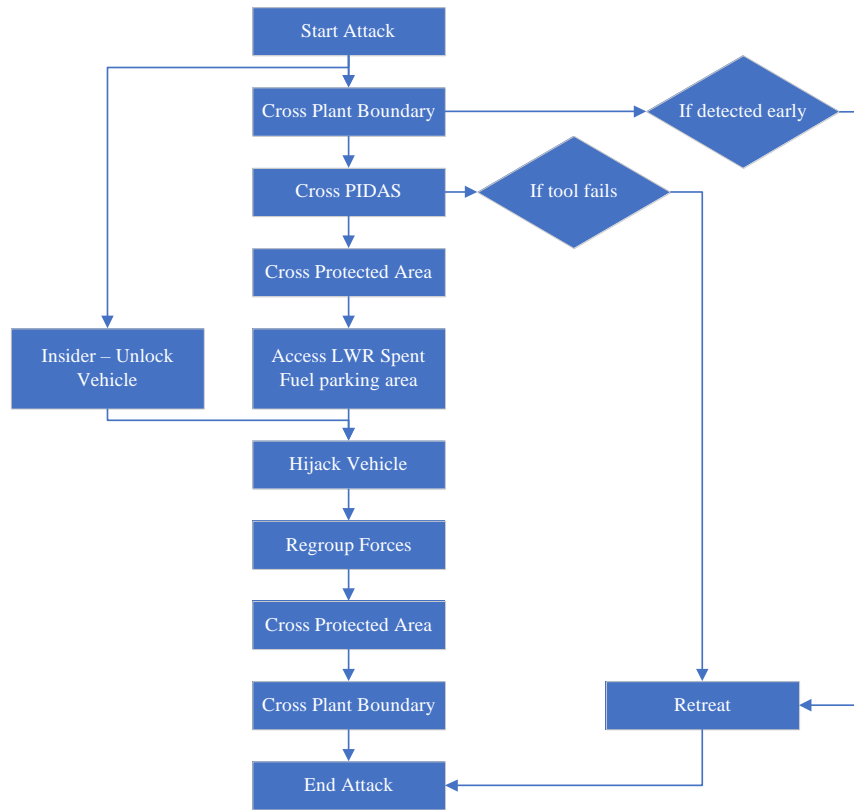 Start Attack
Cross Plant Boundary
If detected early
Cross PIDAS
If tool fails
Cross Protected Area
Insider – Unlock
Vehicle
Access LWR Spent
Fuel parking area
Hijack Vehicle
Regroup Forces
Cross Protected Area
Cross Plant Boundary
Retreat
End Attack